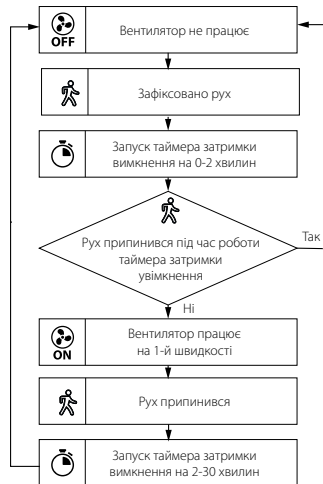 OFF
Вентилятор не працює
Зафіксовано рух
Запуск таймера затримки
вимкнення на 0-2 хвилин
Рух припинився під час роботи
таймера затримки
увімкнення
Так
Ні
ON
Вентилятор працює
на 1-й швидкості
Рух припинився
Запуск таймера затримки
вимкнення на 2-30 хвилин